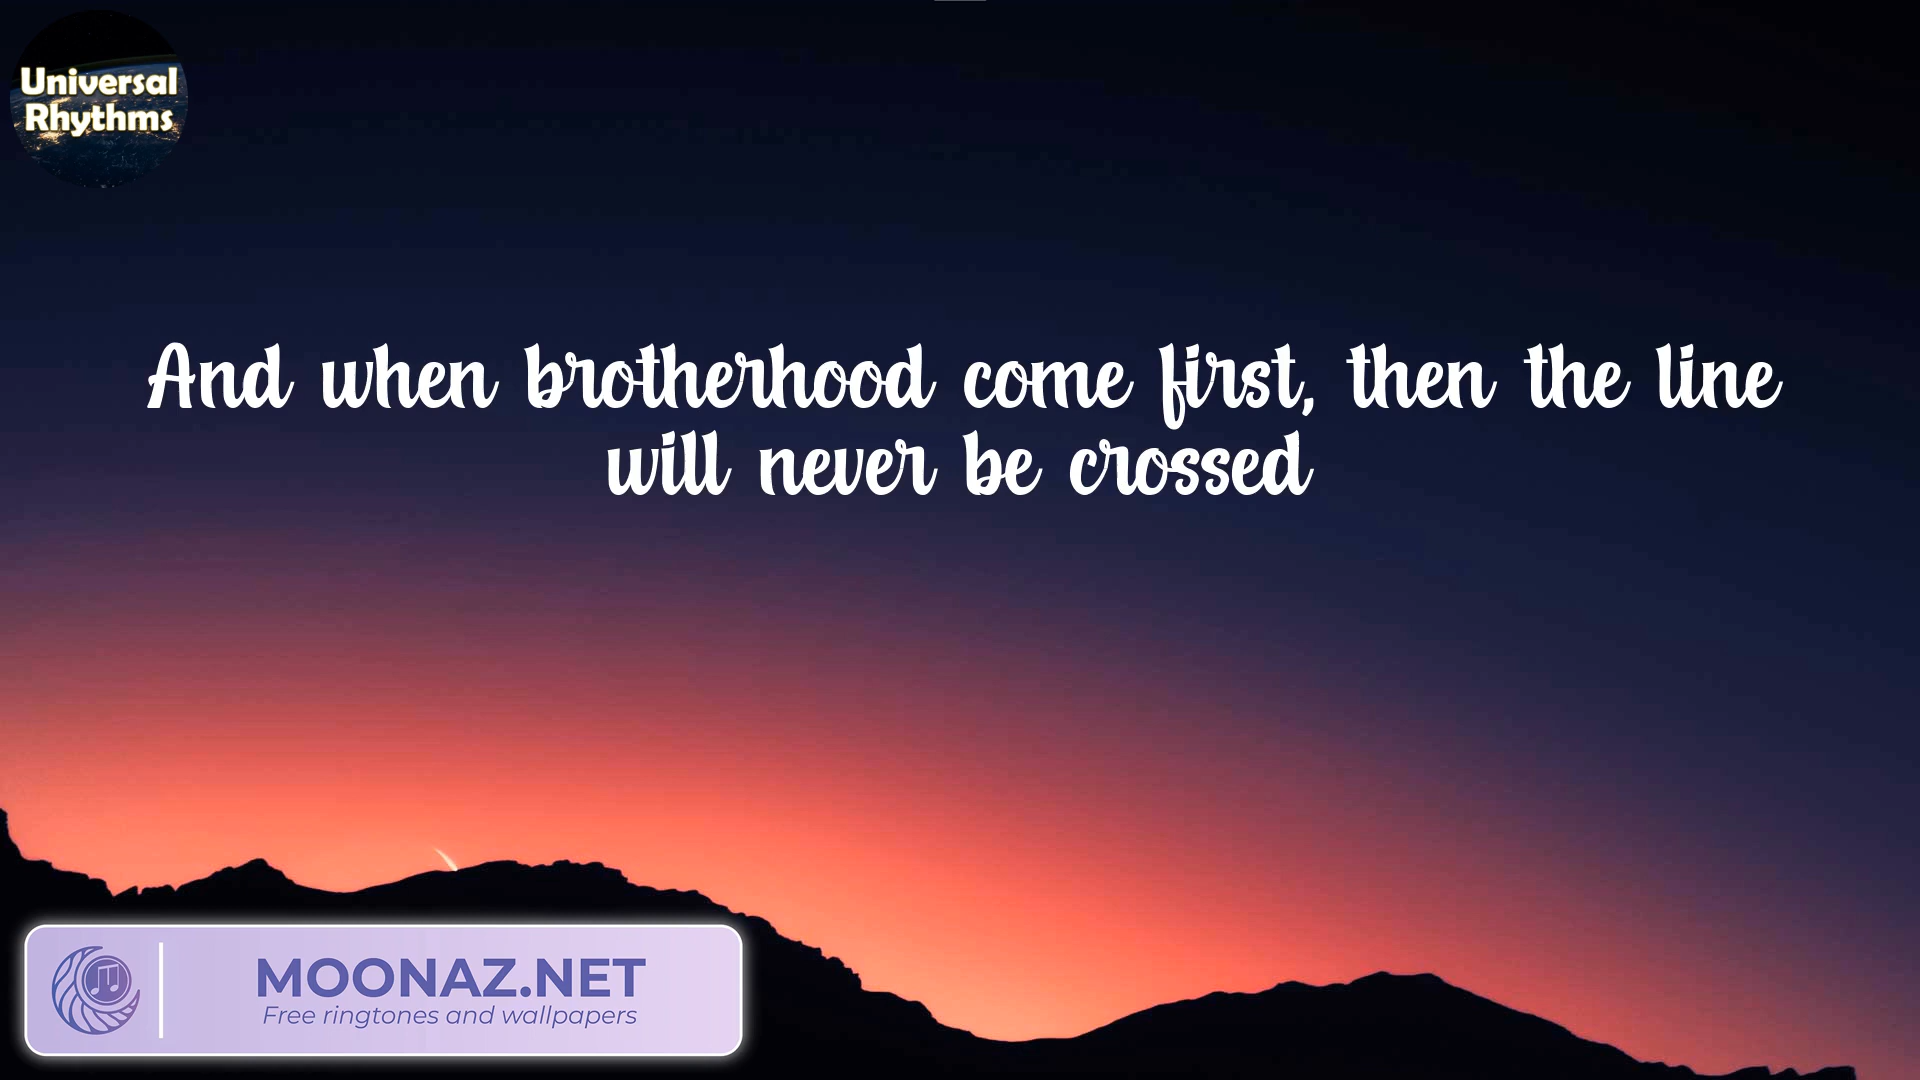 Universal
Rhythms
And when brotherhood come first, then the line
will never be crossed
MOONAZ.NET
Free ringtones and wallpapers